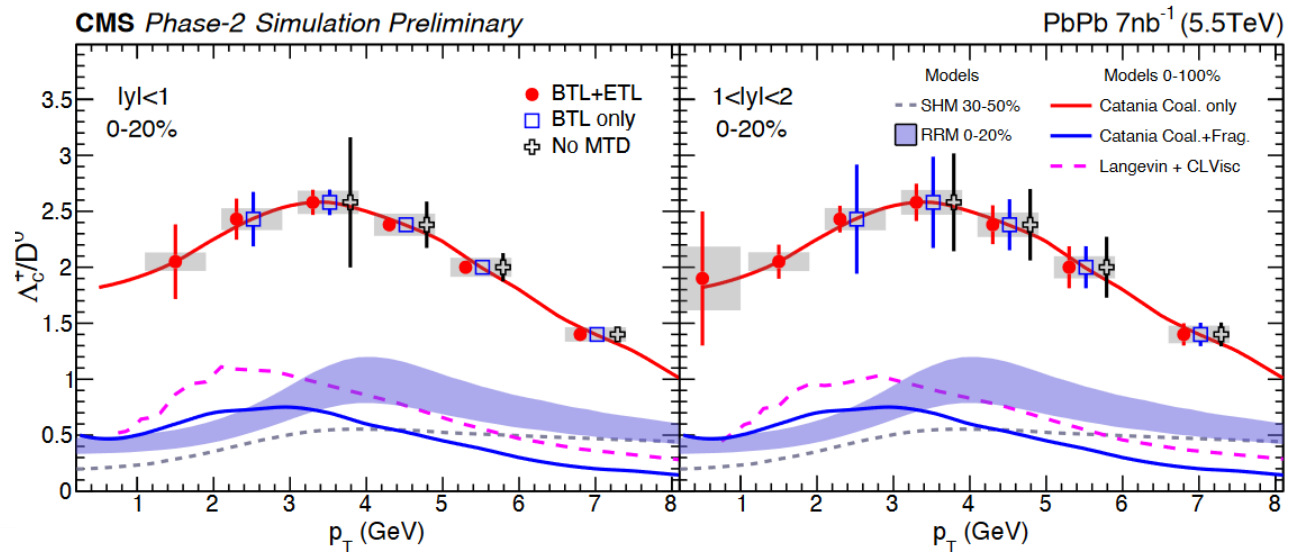 CMS Phase-2 Simulation Preliminary
PbPb 7nb⁻¹ (5.5TeV)
Λc⁺/D⁰
3.5
3
2.5
2
1.5
1
0.5
0
|y|<1
0-20%
BTL+ETL
BTL only
No MTD
1 2 3 4 5 6 7 8
p_T (GeV)
1<|y|<2
0-20%
Models
SHM 30-50%
RRM 0-20%
Models 0-100%
Catania Coal. only
Catania Coal.+Frag.
Langevin + CLVisc
1 2 3 4 5 6 7 8
p_T (GeV)